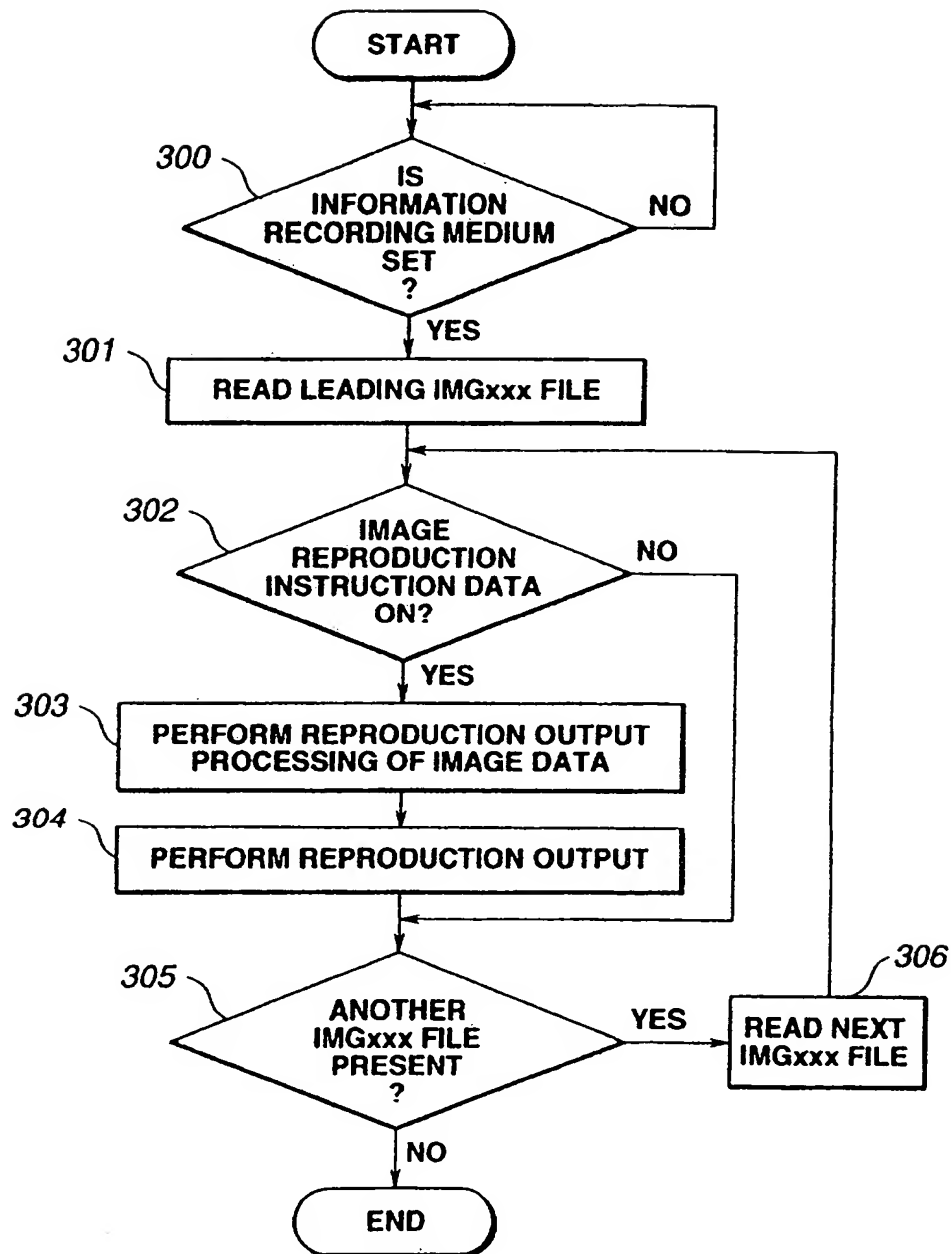 START
300
IS
INFORMATION
RECORDING MEDIUM
SET
?
NO
YES
301
READ LEADING IMGxxx FILE
302
IMAGE
REPRODUCTION
INSTRUCTION DATA
ON?
NO
YES
303
PERFORM REPRODUCTION OUTPUT
PROCESSING OF IMAGE DATA
304
PERFORM REPRODUCTION OUTPUT
305
ANOTHER
IMGxxx FILE
PRESENT
?
YES
306
READ NEXT
IMGxxx FILE
NO
END